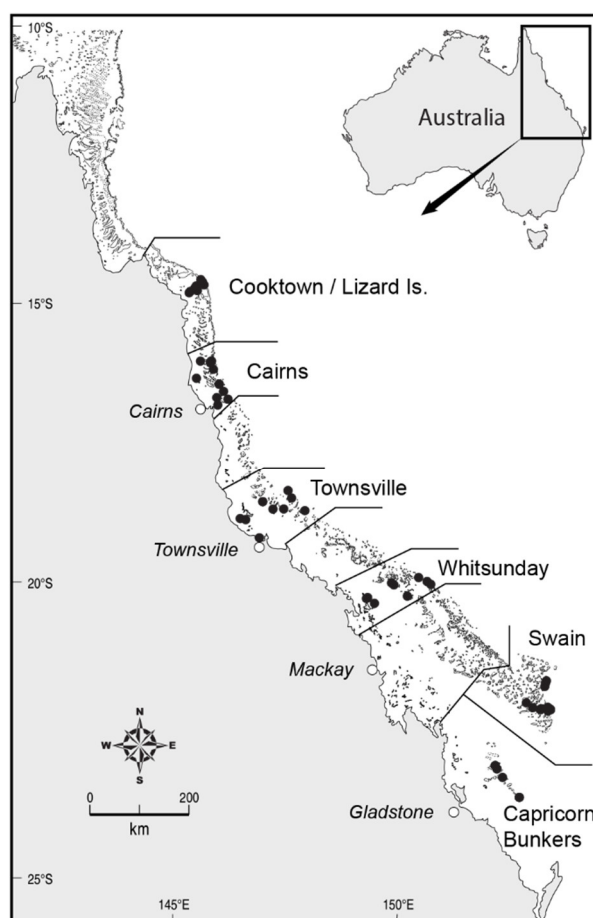 10°S
Australia
15°S
Cooktown / Lizard Is.
Cairns
Cairns
Townsville
Townsville
20°S
Whitsunday
Swain
Mackay
N
W E
S
0 200
km
Gladstone
Capricorn
Bunkers
25°S
145°E 150°E